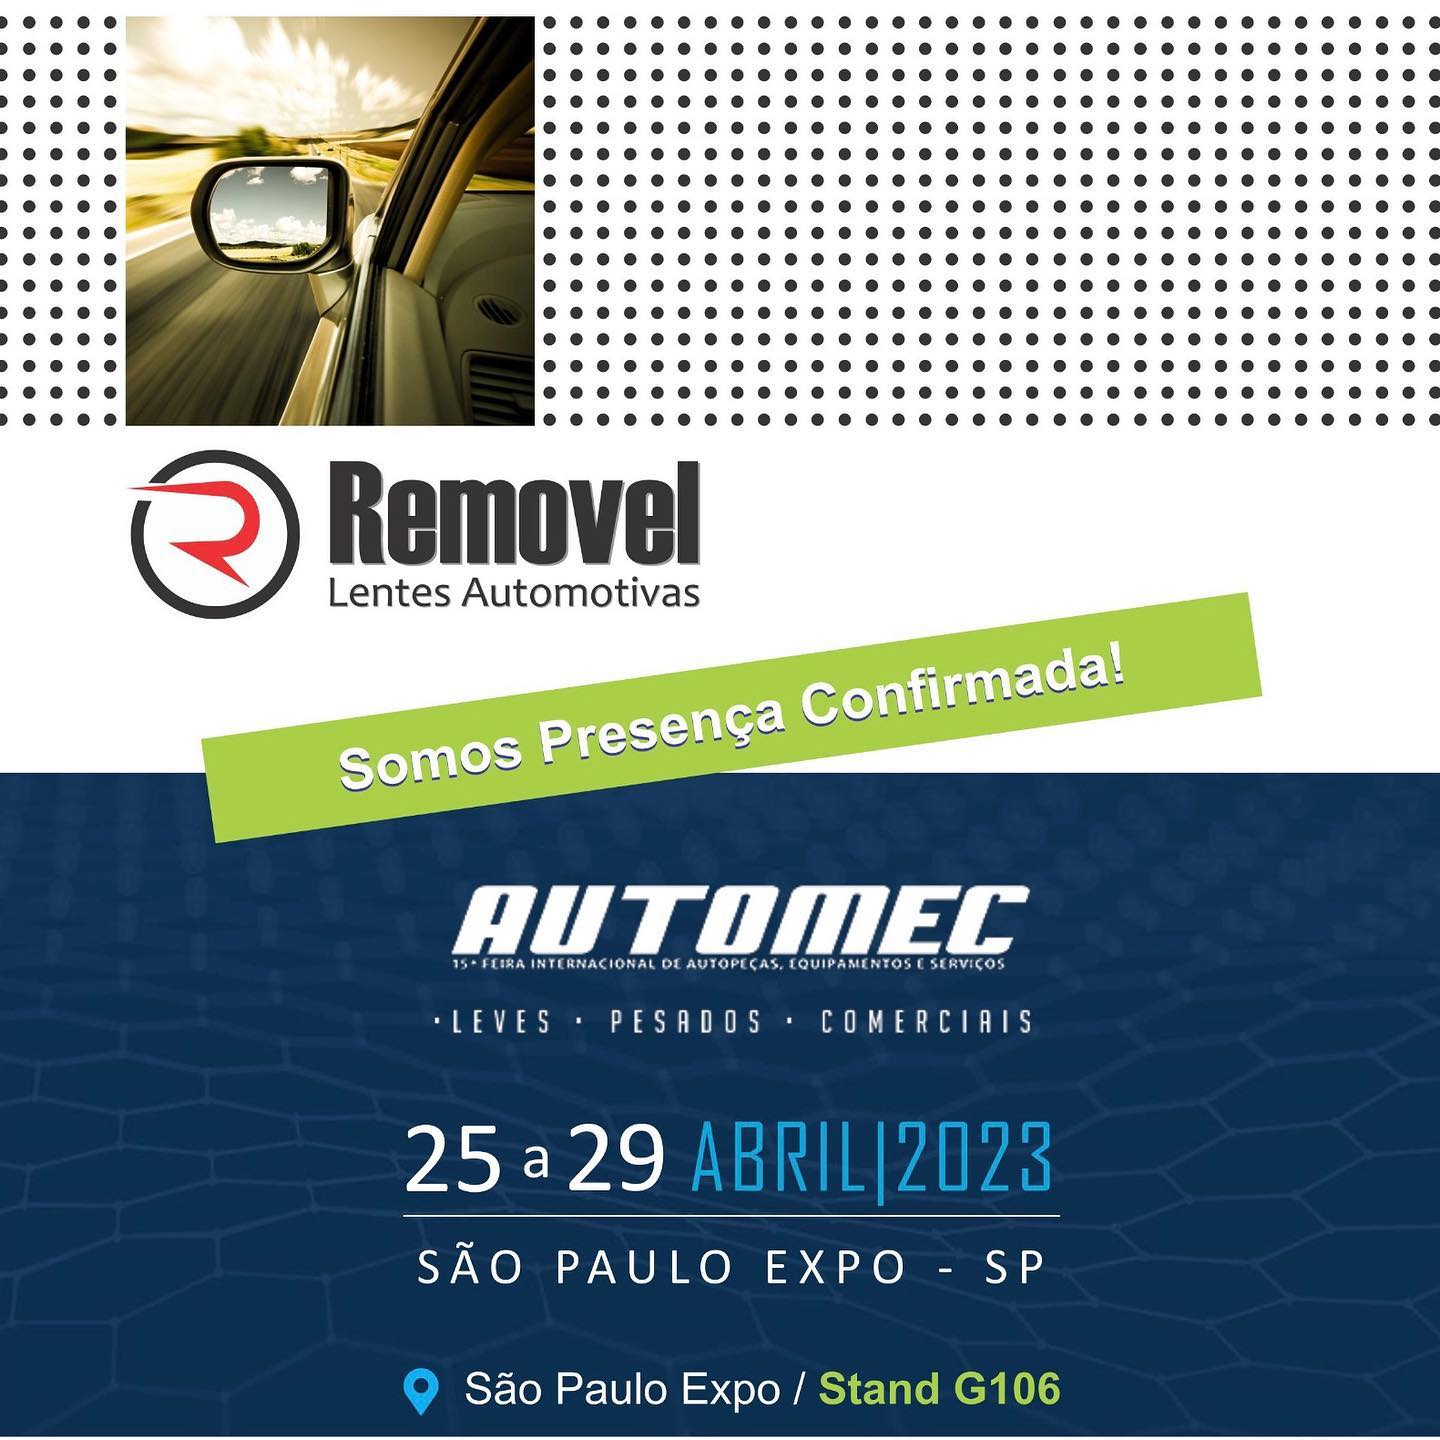 Removel
Lentes Automotivas
Somos Presença Confirmada!
AUTOMEC
15ª FEIRA INTERNACIONAL DE AUTOPEÇAS, EQUIPAMENTOS E SERVIÇOS
·LEVES · PESADOS · COMERCIAIS
25 a 29 ABRIL|2023
SÃO PAULO EXPO - SP
São Paulo Expo / Stand G106